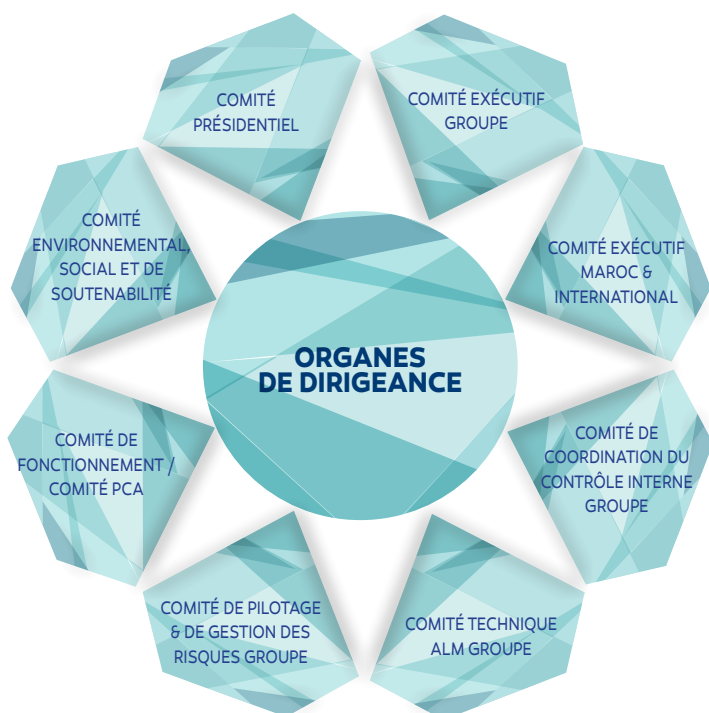 COMITÉ
PRÉSIDENTIEL
COMITÉ EXÉCUTIF
GROUPE
COMITÉ
ENVIRONNEMENTAL,
SOCIAL ET DE
SOUTENABILITÉ
COMITÉ EXÉCUTIF
MAROC &
INTERNATIONAL
ORGANES
DE DIRIGEANCE
COMITÉ DE
FONCTIONNEMENT /
COMITÉ PCA
COMITÉ DE
COORDINATION DU
CONTRÔLE INTERNE
GROUPE
COMITÉ DE PILOTAGE
& DE GESTION DES
RISQUES GROUPE
COMITÉ TECHNIQUE
ALM GROUPE